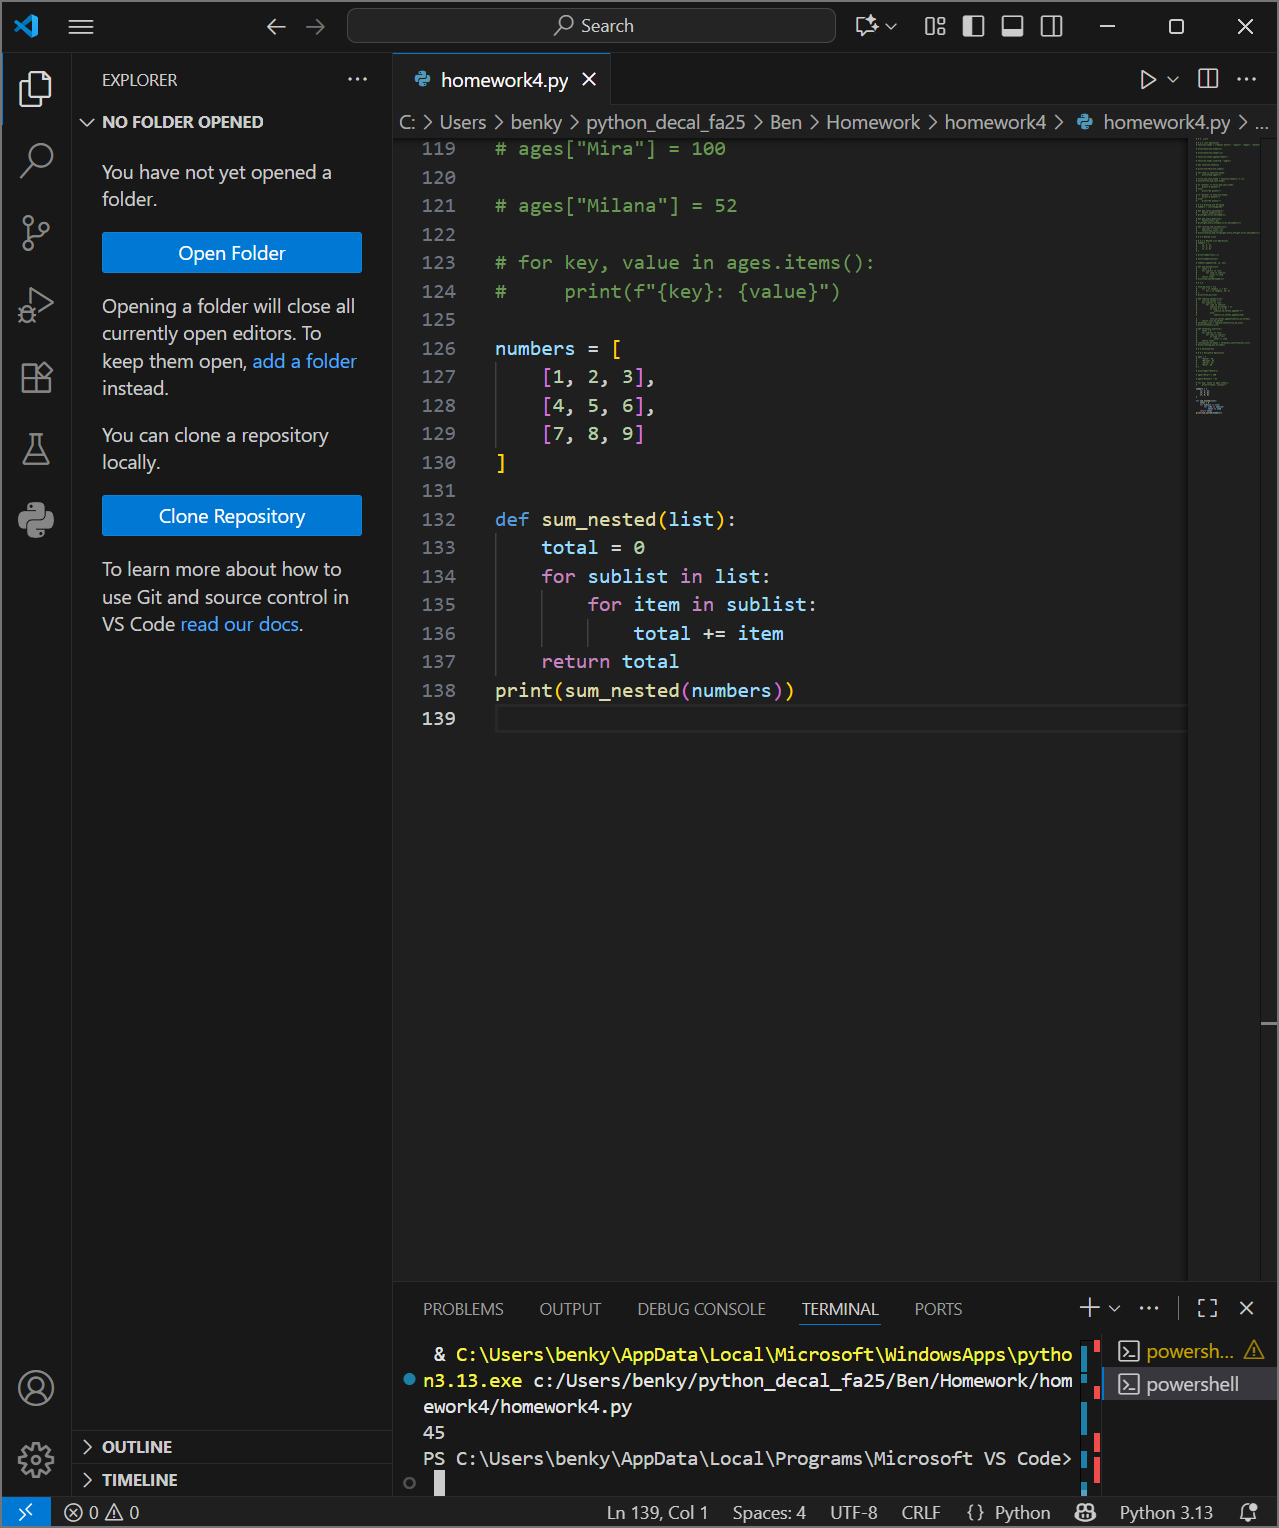 Search
EXPLORER
NO FOLDER OPENED
You have not yet opened a
folder.
Open Folder
Opening a folder will close all
currently open editors. To
keep them open, add a folder
instead.
You can clone a repository
locally.
Clone Repository
To learn more about how to
use Git and source control in
VS Code read our docs.
OUTLINE
TIMELINE
homework4.py
C: > Users > benky > python_decal_fa25 > Ben > Homework > homework4 > homework4.py > ...
119 # ages["Mira"] = 100
120
121 # ages["Milana"] = 52
122
123 # for key, value in ages.items():
124 #     print(f"{key}: {value}")
125
126 numbers = [
127     [1, 2, 3],
128     [4, 5, 6],
129     [7, 8, 9]
130 ]
131
132 def sum_nested(list):
133     total = 0
134     for sublist in list:
135         for item in sublist:
136             total += item
137     return total
138 print(sum_nested(numbers))
139
PROBLEMS OUTPUT DEBUG CONSOLE TERMINAL PORTS
& C:\Users\benky\AppData\Local\Microsoft\WindowsApps\pytho
n3.13.exe c:/Users/benky/python_decal_fa25/Ben/Homework/hom
ework4/homework4.py
45
PS C:\Users\benky\AppData\Local\Programs\Microsoft VS Code>
powersh...
powershell
0 0 Ln 139, Col 1 Spaces: 4 UTF-8 CRLF {} Python Python 3.13